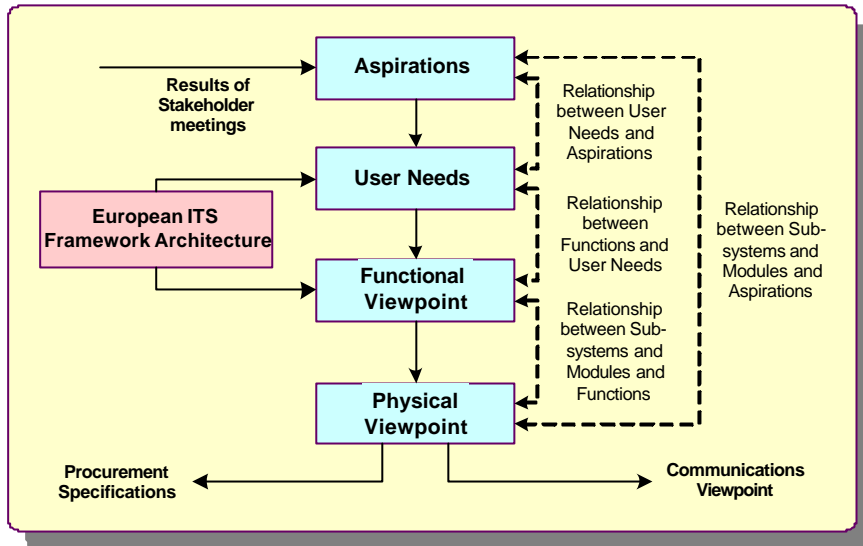 Aspirations
Results of
Stakeholder
meetings
Relationship
between User
Needs and
Aspirations
User Needs
European ITS
Framework Architecture
Relationship
between
Functions and
User Needs
Relationship
between Sub-
systems and
Modules and
Aspirations
Functional
Viewpoint
Relationship
between Sub-
systems and
Modules and
Functions
Physical
Viewpoint
Procurement
Specifications
Communications
Viewpoint